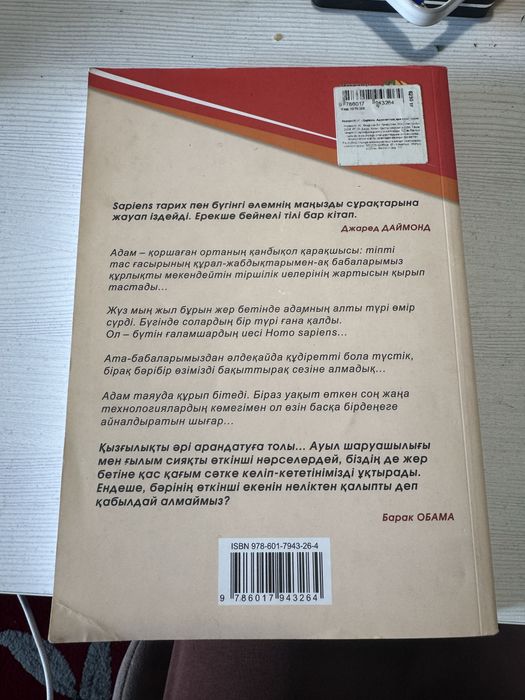 9 786017 943264
Sapiens тарих пен бүгінгі әлемнің маңызды сұрақтарына
жауап іздейді. Ерекше бейнелі тілі бар кітап.
Джаред ДАЙМОНД
Адам – қоршаған ортаның қанды қол қарақшысы: тіпті
тас ғасырының құрал-жабдықтарымен-ақ бабаларымыз
құрлықты мекендейтін тіршілік иелерінің жартысын қырып
тастады...
Жүз мың жыл бұрын жер бетінде адамның алты түрі өмір
сүрді. Бүгінде солардың бір түрі ғана қалды.
Ол – бүтін ғаламшардың иесі Homo sapiens...
Ата-бабаларымыздан әлдеқайда құдіретті бола түстік,
бірақ бәрібір өзімізді бақыттырақ сезіне алмадық...
Адам таяуда құрып бітеді. Біраз уақыт өткен соң жаңа
технологиялардың көмегімен ол өзін басқа бірдеңеге
айналдыратын шығар...
Қызғылықты әрі арандатуға толы... Ауыл шаруашылығы
мен ғылым сияқты өткінші нәрселердей, біздің де жер
бетіне қас қағым сәтке келіп-кететінімізді ұқтырады.
Ендеше, бәрінің өткінші екенін неліктен қалыпты деп
қабылдай алмаймыз?
Барак ОБАМА
ISBN 978-601-7943-26-4
9 786017 943264